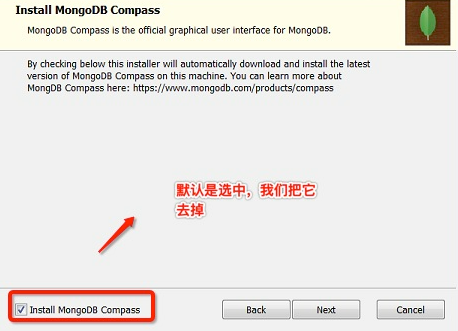 Install MongoDB Compass
MongoDB Compass is the official graphical user interface for MongoDB.
By checking below this installer will automatically download and install the latest
version of MongoDB Compass on this machine. You can learn more about
MongDB Compass here: https://www.mongodb.com/products/compass
默认是选中，我们把它
去掉
Install MongoDB Compass
Back
Next
Cancel